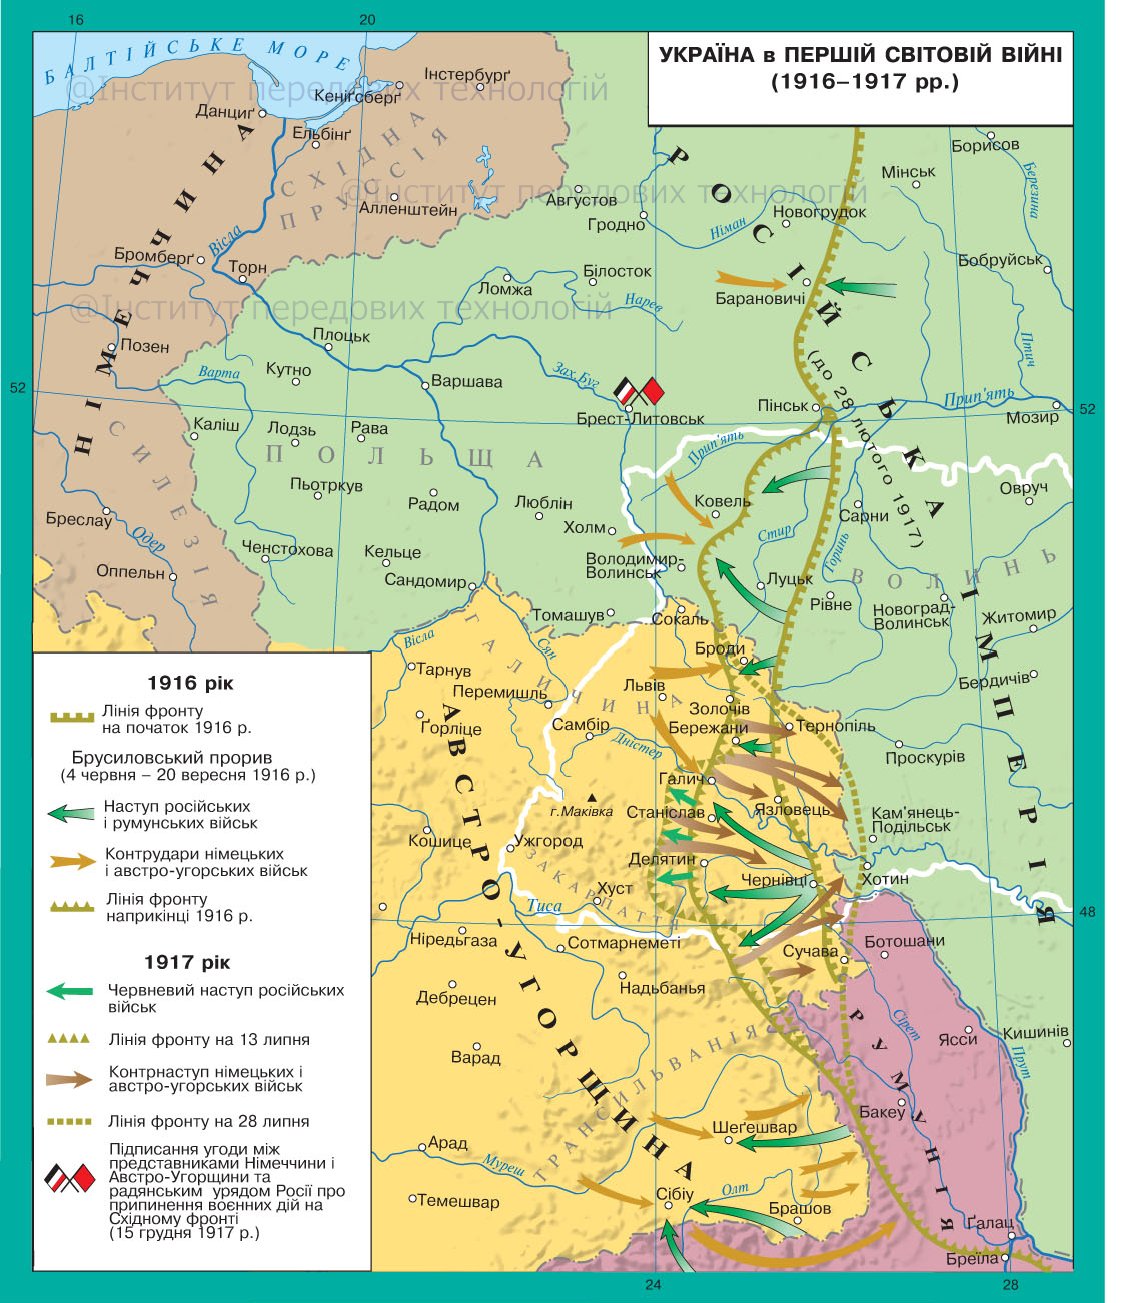 16
20
УКРАЇНА в ПЕРШІЙ СВІТОВІЙ ВІЙНІ
(1916–1917 рр.)
БАЛТІЙСЬКЕ МОРЕ
@Інститут передових технологій
Інстербурґ
Кеніґсберґ
Данциґ
Ельбінґ
СХІДНА
ПРУССІЯ
@Інститут передових технологій
Алленштейн
Августов
Гродно
РОСІЙСЬКА ІМПЕРІЯ
Борисов
Мінськ
Березина
Новогрудок
Німан
НІМЕЧЧИНА
Вісла
Бромберґ
Торн
Білосток
Ломжа
Нарев
Бобруйськ
Барановичі
@Інститут передових технологій
Позен
Плоцьк
Кутно
Варта
Варшава
Зах.Буг
Птич
52
Брест-Литовськ
Пінськ
(до 28 лютого 1917)
Прип'ять
52
Мозир
Каліш
Лодзь
Рава
ПОЛЬЩА
Прип'ять
СИЛЕЗІЯ
Пьотркув
Радом
Люблін
Ковель
Овруч
Бреслау
Одер
Холм
Стир
Сарни
Горинь
Ченстохова
Кельце
Володимир-
Волинськ
ВОЛИНЬ
Оппельн
Сандомир
Луцьк
Рівне
Новоград-
Волинськ
Житомир
Томашув
Сокаль
Вісла
Сян
ГАЛИЧИНА
Броди
Тарнув
Перемишль
Львів
Золочів
Бердичів
Ґорліце
Самбір
Бережани
Тернопіль
Дністер
Проскурів
АВСТРО-УГОРЩИНА
Галич
г.Маківка
Станіслав
Язловець
Кам'янець-
Подільськ
Кошице
Ужгород
Делятин
ЗАКАРПАТТЯ
Хуст
Чернівці
Хотин
Тиса
48
Ніредьгаза
Сотмарнеметі
Сучава
Ботошани
Дебрецен
Надьбанья
Сірет
Ясси
Кишинів
Прут
Варад
ТРАНСИЛЬВАНІЯ
РУМУНІЯ
Бакеу
Шеґешвар
Арад
Муреш
Темешвар
Сібіу
Олт
Брашов
Ґалац
Бреїла
24
28
1916 рік
Лінія фронту
на початок 1916 р.
Брусиловський прорив
(4 червня – 20 вересня 1916 р.)
Наступ російських
і румунських військ
Контрудари німецьких
і австро-угорських військ
Лінія фронту
наприкінці 1916 р.
1917 рік
Червневий наступ російських
військ
Лінія фронту на 13 липня
Контрнаступ німецьких і
австро-угорських військ
Лінія фронту на 28 липня
Підписання угоди між
представниками Німеччини і
Австро-Угорщини та
радянським урядом Росії про
припинення воєнних дій на
Східному фронті
(15 грудня 1917 р.)